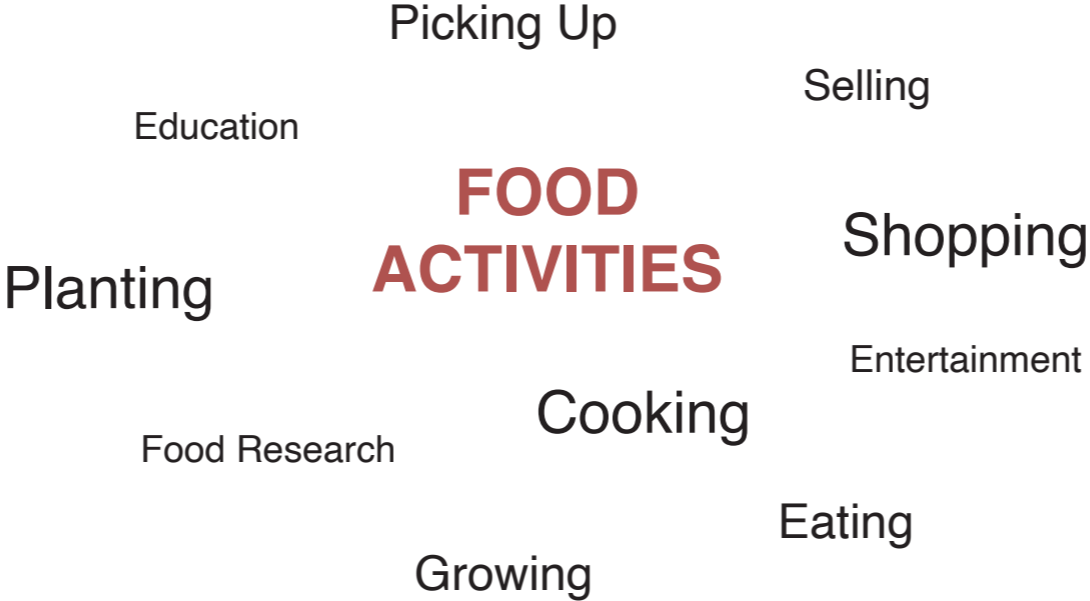 Picking Up
Selling
Education
FOOD
ACTIVITIES
Shopping
Planting
Entertainment
Cooking
Food Research
Eating
Growing